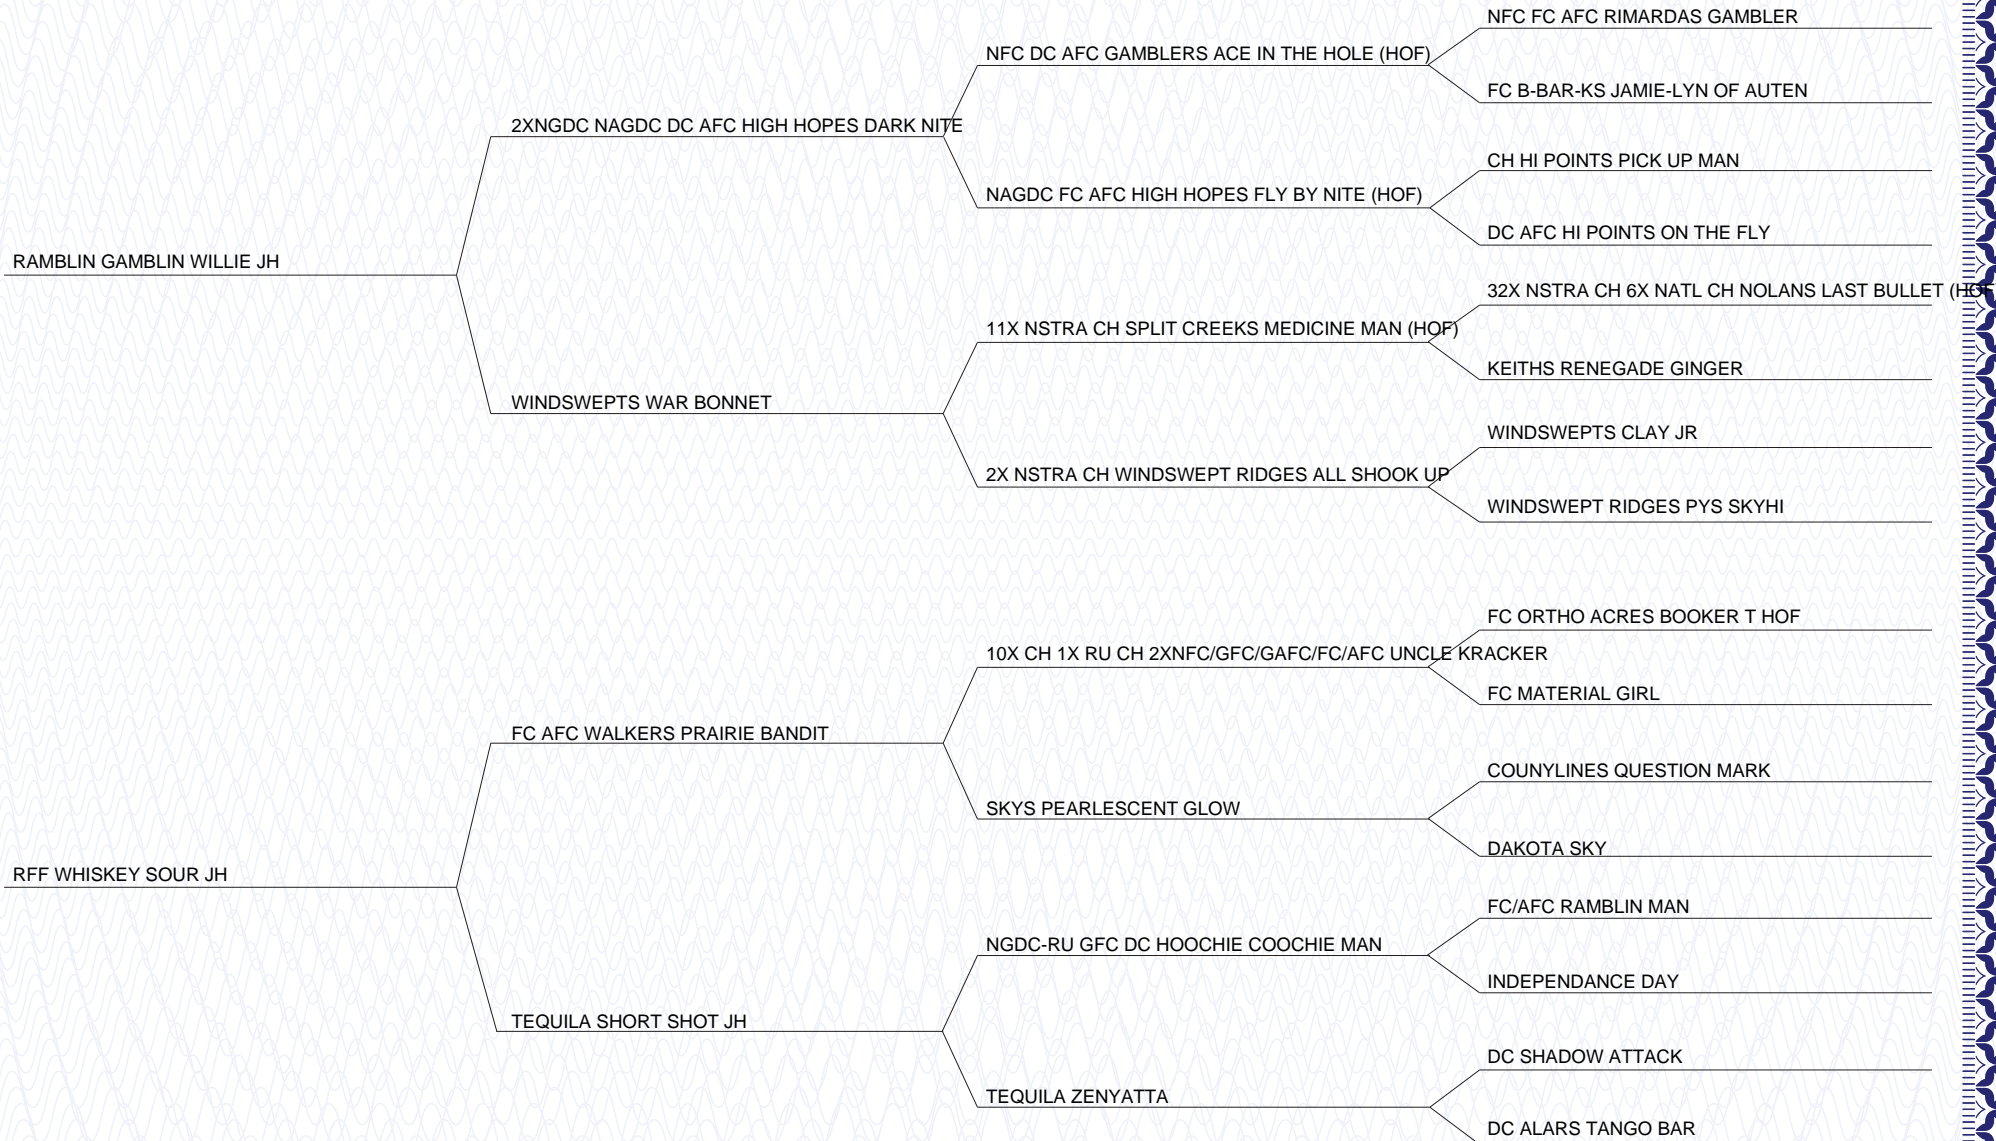 NFC FC AFC RIMARDAS GAMBLER
NFC DC AFC GAMBLERS ACE IN THE HOLE (HOF)
FC B-BAR-KS JAMIE-LYN OF AUTEN
2XNGDC NAGDC DC AFC HIGH HOPES DARK NITE
CH HI POINTS PICK UP MAN
NAGDC FC AFC HIGH HOPES FLY BY NITE (HOF)
DC AFC HI POINTS ON THE FLY
RAMBLIN GAMBLIN WILLIE JH
32X NSTRA CH 6X NATL CH NOLANS LAST BULLET (HOF
11X NSTRA CH SPLIT CREEKS MEDICINE MAN (HOF)
KEITHS RENEGADE GINGER
WINDSWEPTS WAR BONNET
WINDSWEPTS CLAY JR
2X NSTRA CH WINDSWEPT RIDGES ALL SHOOK UP
WINDSWEPT RIDGES PYS SKYHI
FC ORTHO ACRES BOOKER T HOF
10X CH 1X RU CH 2XNFC/GFC/GAFC/FC/AFC UNCLE KRACKER
FC MATERIAL GIRL
FC AFC WALKERS PRAIRIE BANDIT
COUNYLINES QUESTION MARK
SKYS PEARLESCENT GLOW
DAKOTA SKY
RFF WHISKEY SOUR JH
FC/AFC RAMBLIN MAN
NGDC-RU GFC DC HOOCHIE COOCHIE MAN
INDEPENDANCE DAY
TEQUILA SHORT SHOT JH
DC SHADOW ATTACK
TEQUILA ZENYATTA
DC ALARS TANGO BAR